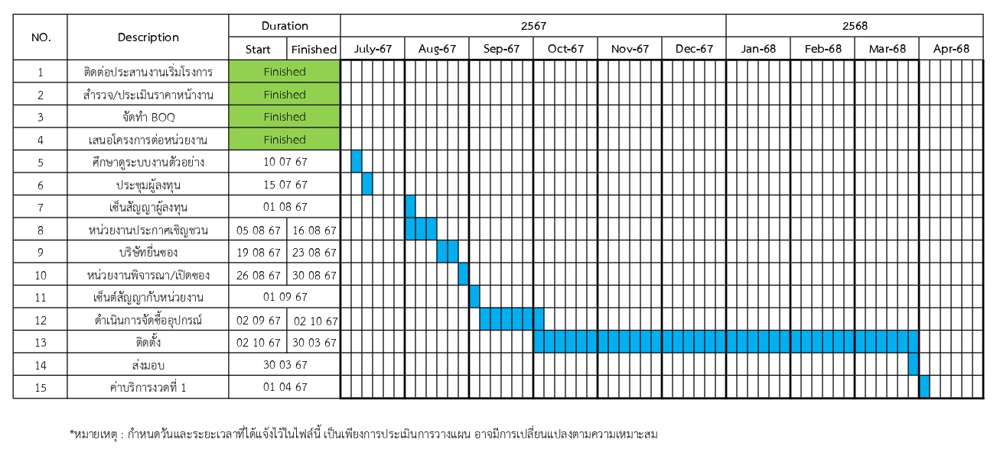 NO. Description Duration 2567 2568
Start Finished July-67 Aug-67 Sep-67 Oct-67 Nov-67 Dec-67 Jan-68 Feb-68 Mar-68 Apr-68
1 ติดต่อประสานงานเริ่มโรงการ Finished
2 สำรวจ/ประเมินราคาหน้างาน Finished
3 จัดทำ BOQ Finished
4 เสนอโครงการต่อหน่วยงาน Finished
5 ศึกษาดูระบบงานตัวอย่าง 10 07 67
6 ประชุมผู้ลงทุน 15 07 67
7 เซ็นสัญญาผู้ลงทุน 01 08 67
8 หน่วยงานประกาศเชิญชวน 05 08 67 16 08 67
9 บริษัทยื่นซอง 19 08 67 23 08 67
10 หน่วยงานพิจารณา/เปิดซอง 26 08 67 30 08 67
11 เซ็นต์สัญญากับหน่วยงาน 01 09 67
12 ดำเนินการจัดซื้ออุปกรณ์ 02 09 67 02 10 67
13 ติดตั้ง 02 10 67 30 03 67
14 ส่งมอบ 30 03 67
15 ค่าบริการงวดที่ 1 01 04 67
*หมายเหตุ : กำหนดวันและระยะเวลาที่ได้แจ้งไว้ในไฟล์นี้ เป็นเพียงการประเมินการวางแผน อาจมีการเปลี่ยนแปลงตามความเหมาะสม